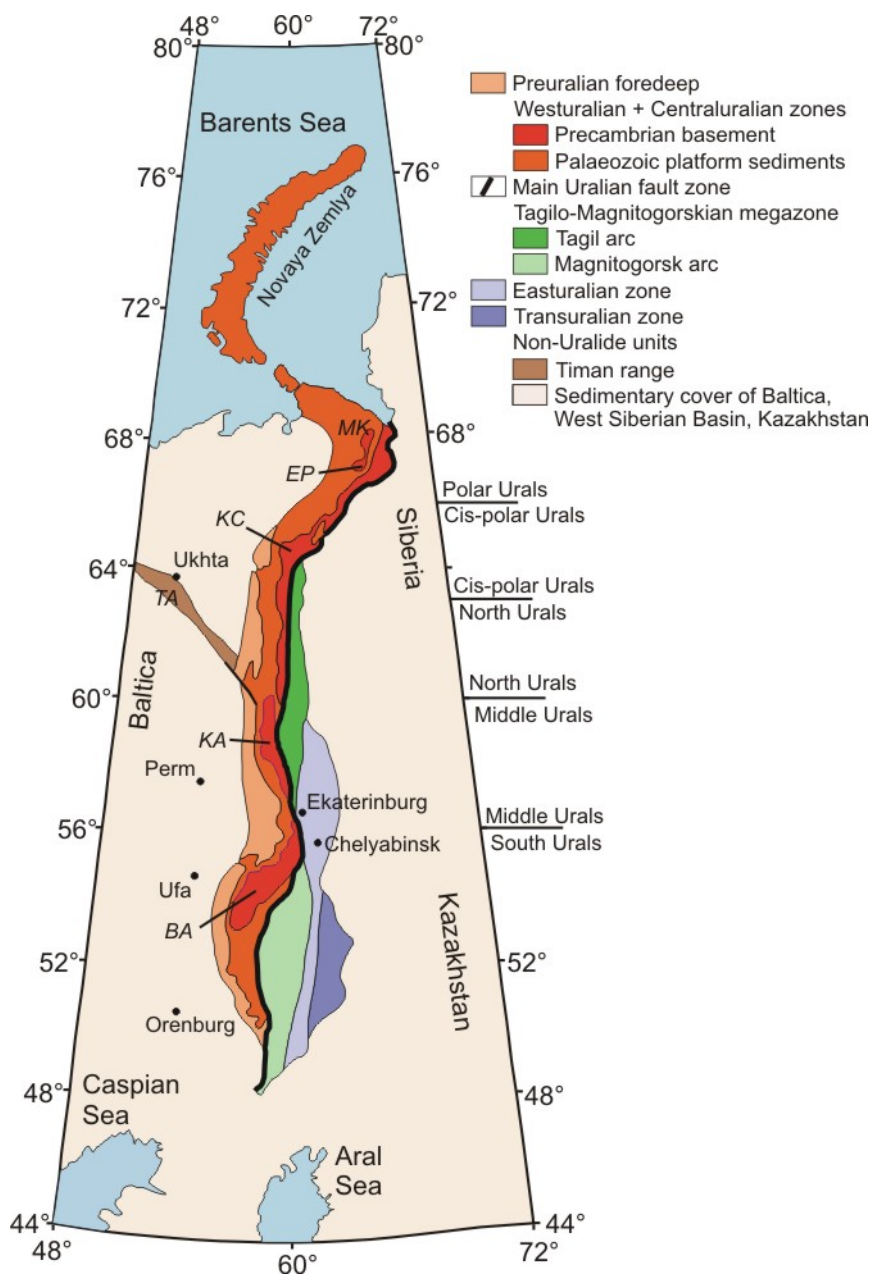 48°
60°
72°
80°
80°
Barents Sea
76°
76°
Novaya Zemlya
72°
72°
Preuralian foredeep
Westuralian + Centraluralian zones
Precambrian basement
Palaeozoic platform sediments
Main Uralian fault zone
Tagilo-Magnitogorskian megazone
Tagil arc
Magnitogorsk arc
Easturalian zone
Transuralian zone
Non-Uralide units
Timan range
Sedimentary cover of Baltica,
West Siberian Basin, Kazakhstan
68°
MK
68°
EP
Polar Urals
Cis-polar Urals
KC
Siberia
Ukhta
64°
TA
Cis-polar Urals
North Urals
Baltica
60°
North Urals
Middle Urals
KA
Perm
Ekaterinburg
56°
Middle Urals
South Urals
Chelyabinsk
Ufa
BA
Kazakhstan
52°
52°
Orenburg
48°
48°
Caspian
Sea
Aral
Sea
44°
44°
48°
60°
72°